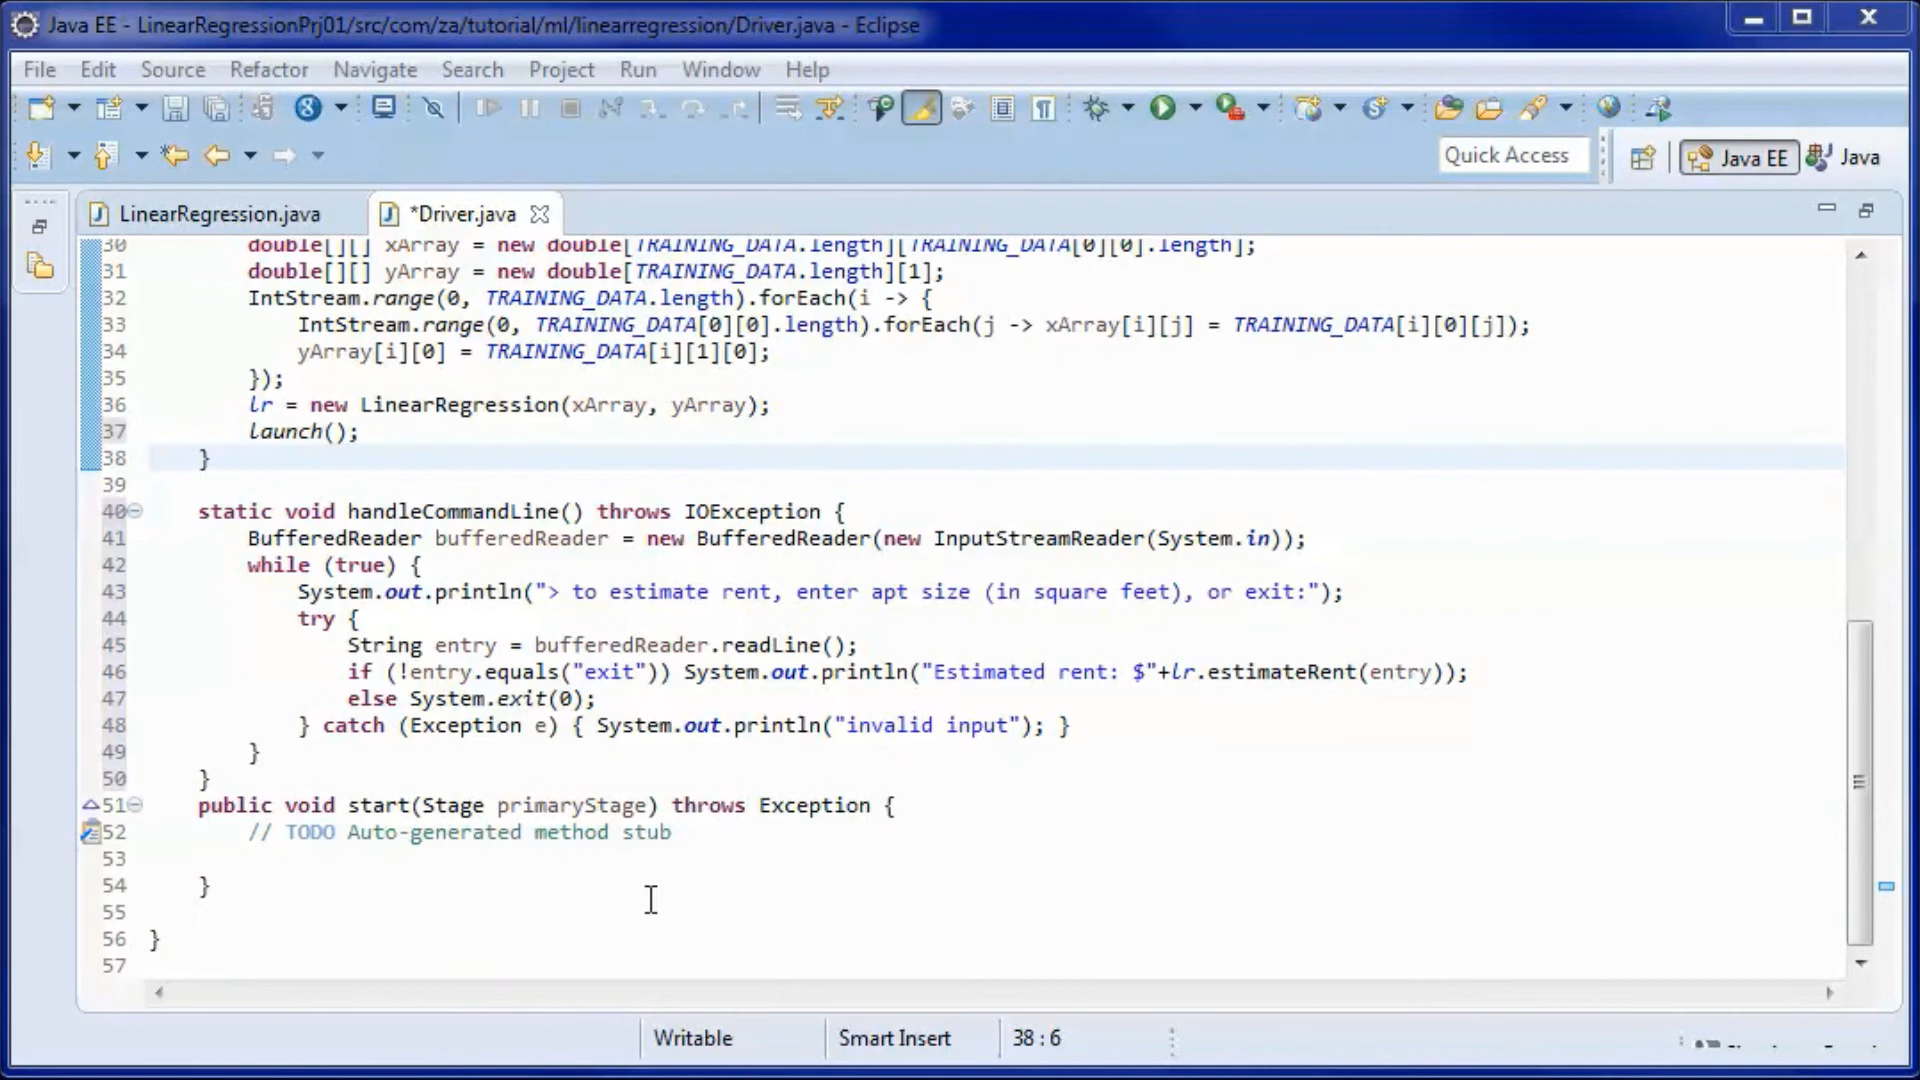 Java EE - LinearRegressionPrj01/src/com/za/tutorial/ml/linearregression/Driver.java - Eclipse
File Edit Source Refactor Navigate Search Project Run Window Help
Quick Access Java EE Java
LinearRegression.java *Driver.java
30 double[][] xArray = new double[TRAINING_DATA.length][TRAINING_DATA[0][0].length];
31 double[][] yArray = new double[TRAINING_DATA.length][1];
32 IntStream.range(0, TRAINING_DATA.length).forEach(i -> {
33 IntStream.range(0, TRAINING_DATA[0][0].length).forEach(j -> xArray[i][j] = TRAINING_DATA[i][0][j]);
34 yArray[i][0] = TRAINING_DATA[i][1][0];
35 });
36 lr = new LinearRegression(xArray, yArray);
37 launch();
38 }
39
40 static void handleCommandLine() throws IOException {
41 BufferedReader bufferedReader = new BufferedReader(new InputStreamReader(System.in));
42 while (true) {
43 System.out.println("> to estimate rent, enter apt size (in square feet), or exit:");
44 try {
45 String entry = bufferedReader.readLine();
46 if (!entry.equals("exit")) System.out.println("Estimated rent: $"+lr.estimateRent(entry));
47 else System.exit(0);
48 } catch (Exception e) { System.out.println("invalid input"); }
49 }
50 }
51 public void start(Stage primaryStage) throws Exception {
52 // TODO Auto-generated method stub
53
54 }
55
56 }
57
Writable Smart Insert 38 : 6